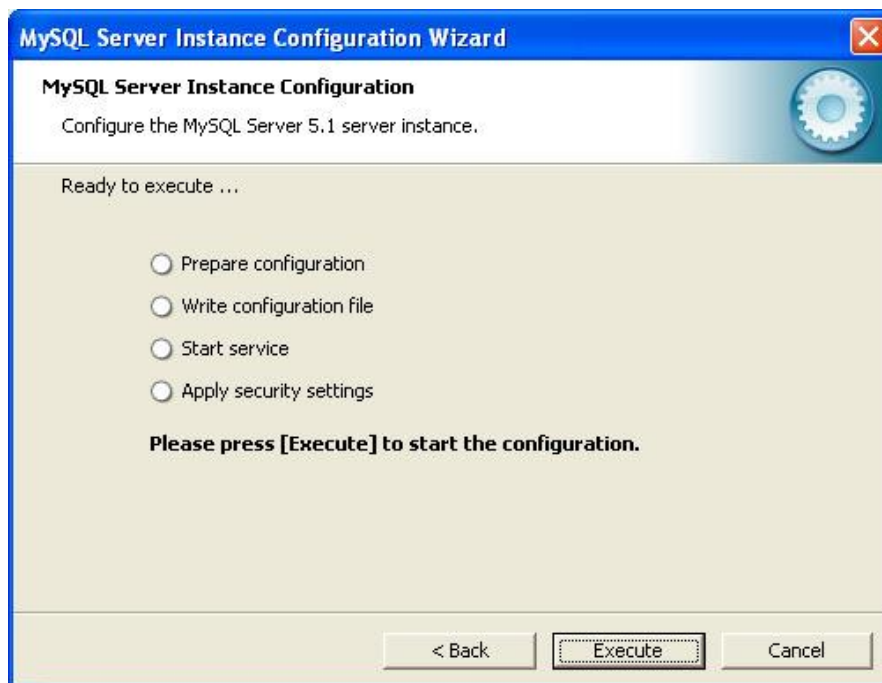 MySQL Server Instance Configuration Wizard
MySQL Server Instance Configuration
Configure the MySQL Server 5.1 server instance.
Ready to execute ...
Prepare configuration
Write configuration file
Start service
Apply security settings
Please press [Execute] to start the configuration.
< Back Execute Cancel